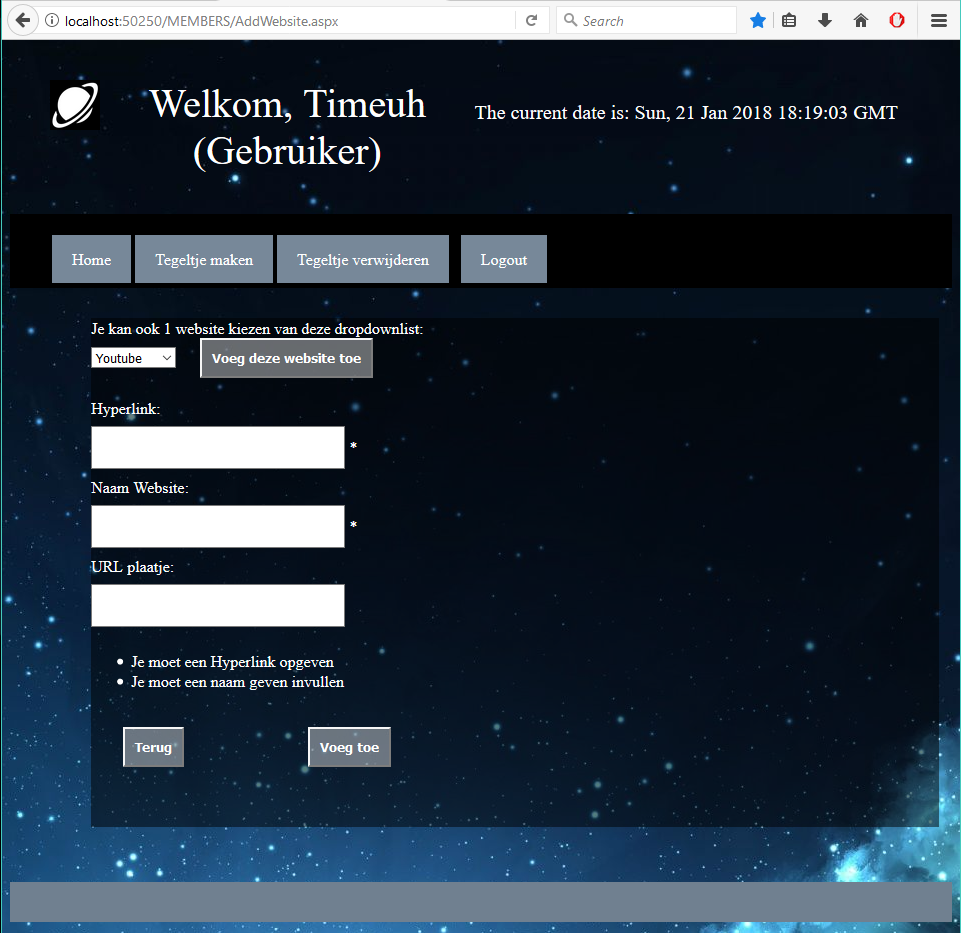 localhost:50250/MEMBERS/AddWebsite.aspx
Search
Welkom, Timeuh
(Gebruiker)
The current date is: Sun, 21 Jan 2018 18:19:03 GMT
Home Tegeltje maken Tegeltje verwijderen Logout
Je kan ook 1 website kiezen van deze dropdownlist:
Youtube Voeg deze website toe
Hyperlink:
*
Naam Website:
*
URL plaatje:
• Je moet een Hyperlink opgeven
• Je moet een naam geven invullen
Terug Voeg toe